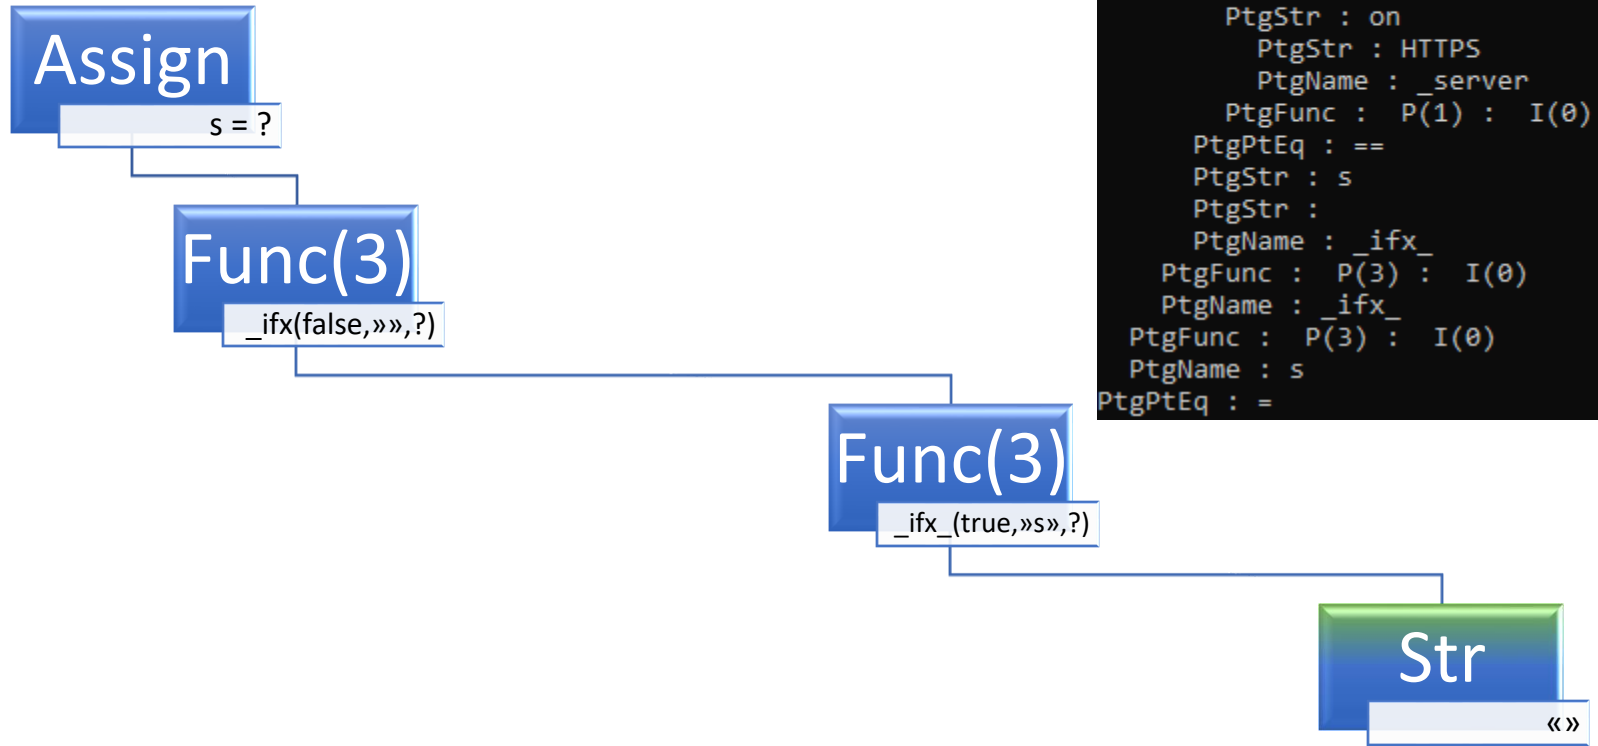 Assign
s = ?
Func(3)
_ifx(false,»»,?)
Func(3)
_ifx_(true,»s»,?)
Str
«»
PtgStr : on
PtgStr : HTTPS
PtgName : _server
PtgFunc :  P(1) :  I(0)
PtgPtEq : ==
PtgStr : s
PtgStr :
PtgName : _ifx_
PtgFunc :  P(3) :  I(0)
PtgName : _ifx_
PtgFunc :  P(3) :  I(0)
PtgName : s
PtgPtEq : =